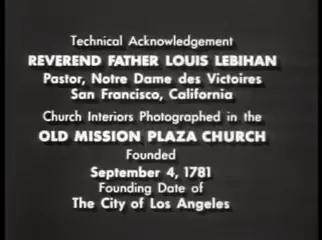 Technical Acknowledgement
REVEREND FATHER LOUIS LEBIHAN
Pastor, Notre Dame des Victoires
San Francisco, California
Church Interiors Photographed in the
OLD MISSION PLAZA CHURCH
Founded
September 4, 1781
Founding Date of
The City of Los Angeles